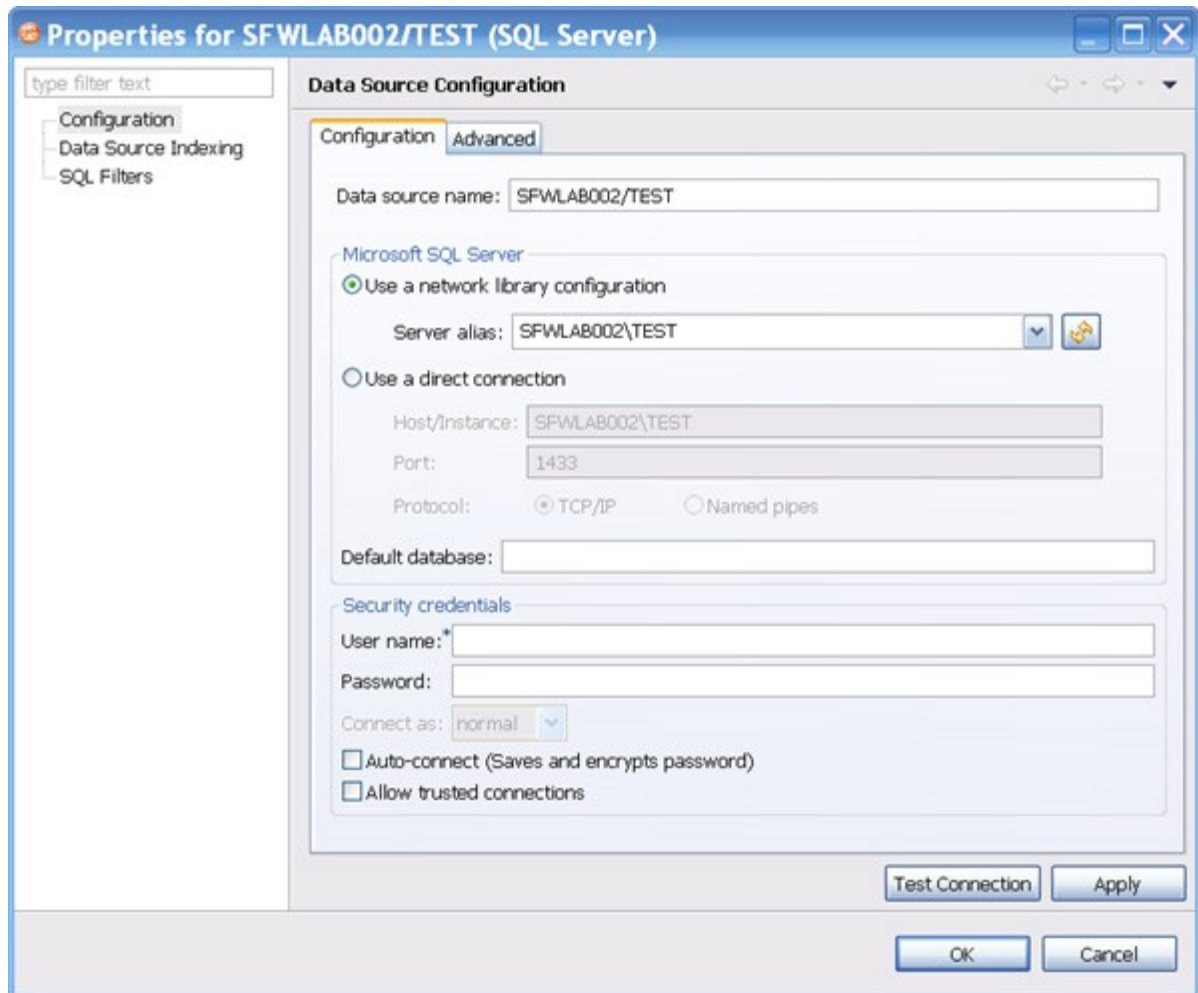 Properties for SFWLAB002/TEST (SQL Server)
type filter text
Configuration
Data Source Indexing
SQL Filters
Data Source Configuration
Configuration Advanced
Data source name: SFWLAB002/TEST
Microsoft SQL Server
Use a network library configuration
Server alias: SFWLAB002\TEST
Use a direct connection
Host/Instance: SFWLAB002\TEST
Port: 1433
Protocol: TCP/IP Named pipes
Default database:
Security credentials
User name:*
Password:
Connect as: normal
Auto-connect (Saves and encrypts password)
Allow trusted connections
Test Connection Apply
OK Cancel